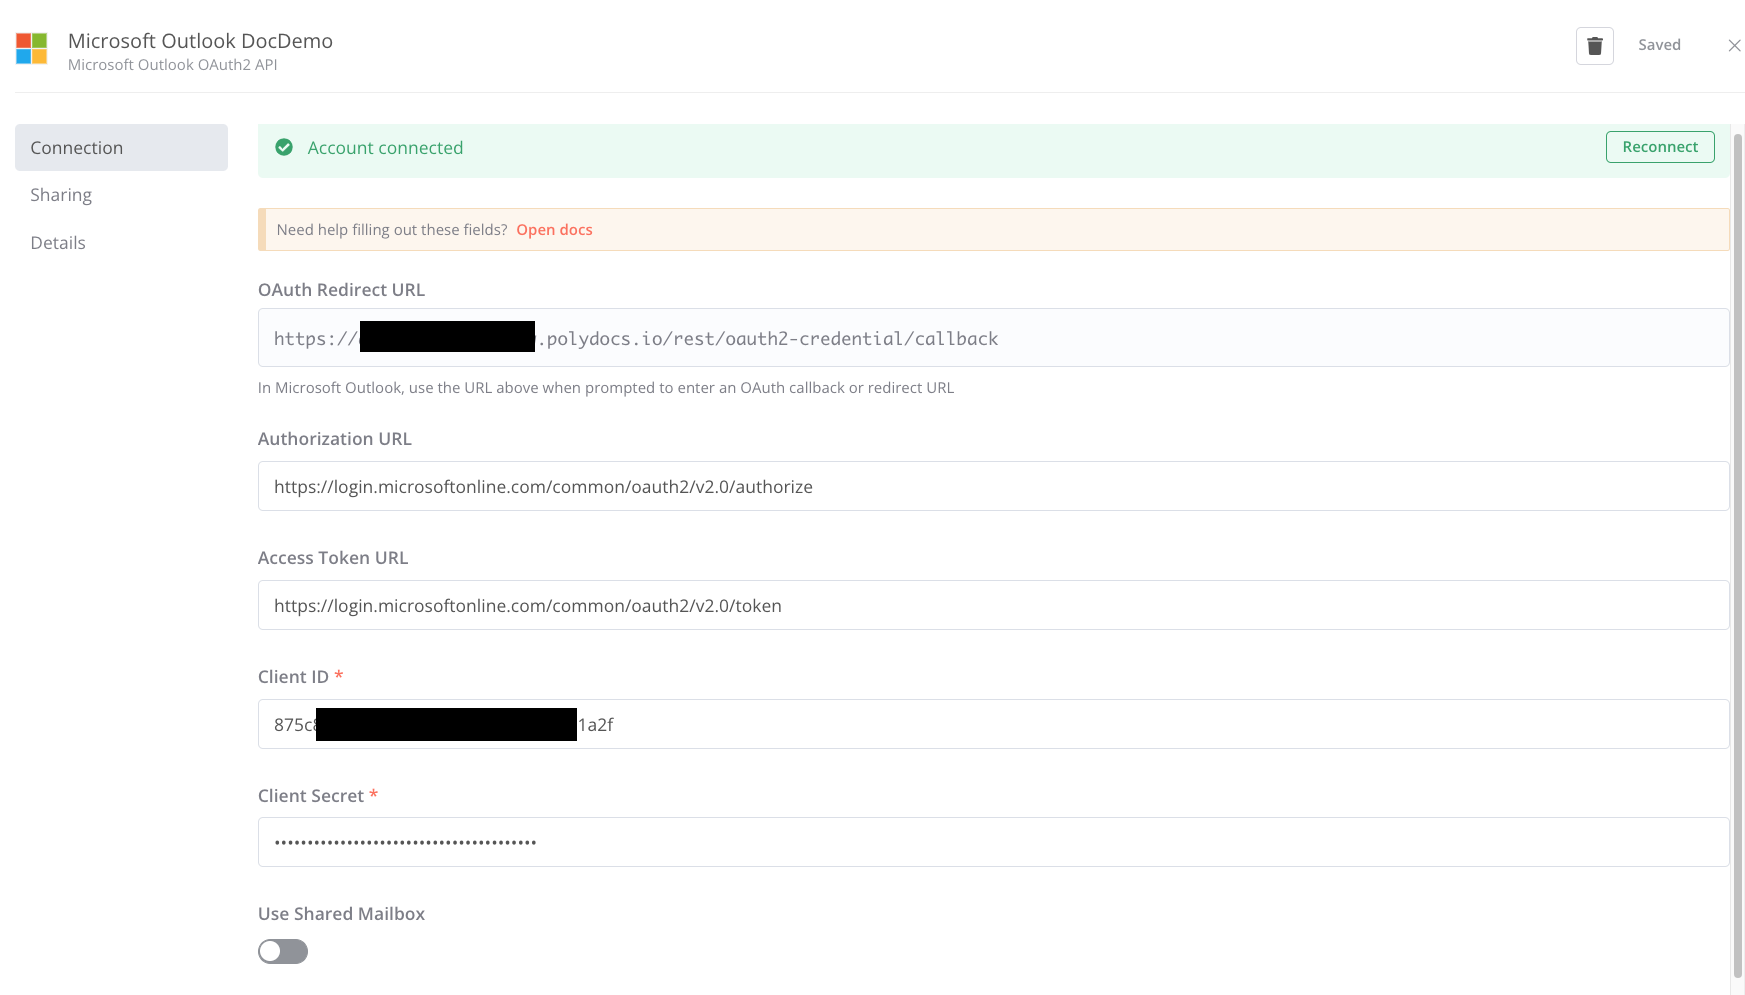 Microsoft Outlook DocDemo
Microsoft Outlook OAuth2 API
Saved
Connection
Sharing
Details
Account connected
Reconnect
Need help filling out these fields? Open docs
OAuth Redirect URL
https:// .polydocs.io/rest/oauth2-credential/callback
In Microsoft Outlook, use the URL above when prompted to enter an OAuth callback or redirect URL
Authorization URL
https://login.microsoftonline.com/common/oauth2/v2.0/authorize
Access Token URL
https://login.microsoftonline.com/common/oauth2/v2.0/token
Client ID *
875c 1a2f
Client Secret *
Use Shared Mailbox